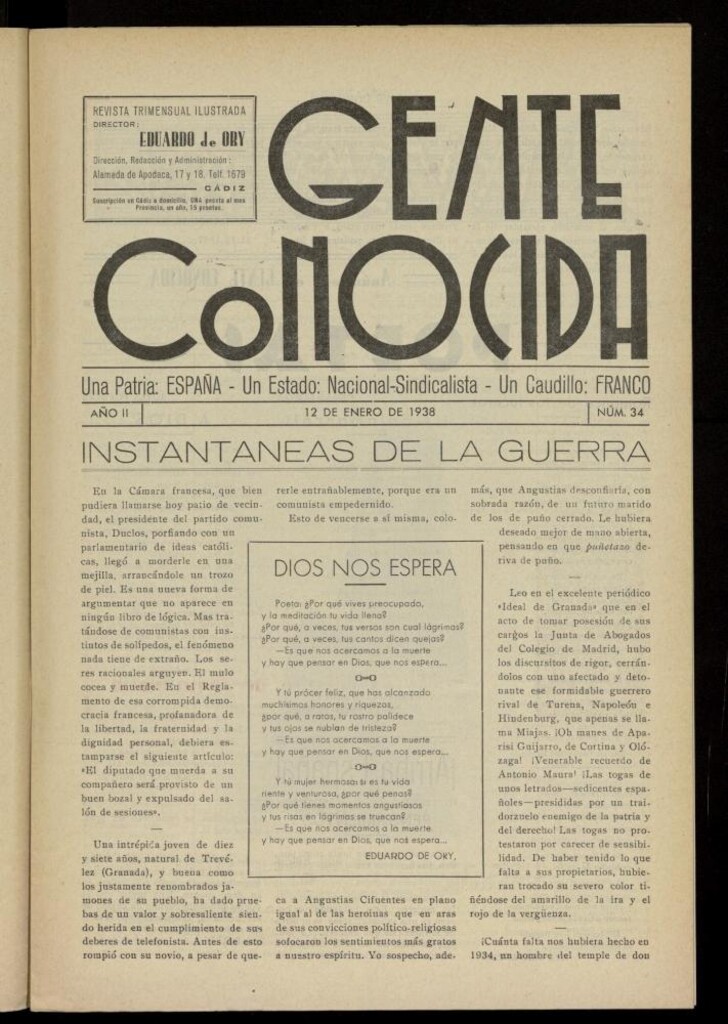 REVISTA TRIMENSUAL ILUSTRADA
DIRECTOR:
EDUARDO de ORY
Dirección, Redacción y Administración:
Alameda de Apodaca, 17 y 18. Telf. 1679
CÁDIZ
Suscripción en Cádiz a domicilio, UNA peseta al mes
Provincia, un año, 15 pesetas.
GENTE
CONOCIDA
Una Patria: ESPAÑA - Un Estado: Nacional-Sindicalista - Un Caudillo: FRANCO
AÑO II
12 DE ENERO DE 1938
NÚM. 34
INSTANTANEAS DE LA GUERRA
En la Cámara francesa, que bien
pudiera llamarse hoy patio de vecin-
dad, el presidente del partido comu-
nista, Duclos, porfiando con un
parlamentario de ideas católi-
cas, llegó a morderle en una
mejilla, arrancándole un trozo
de piel. Es una nueva forma de
argumentar que no aparece en
ningún libro de lógica. Mas tra-
tándose de comunistas con ins-
tintos de solípedos, el fenómeno
nada tiene de extraño. Los se-
res racionales arguyen. El mulo
cocea y muerde. En el Regla-
mento de esa corrompida demo-
cracia francesa, profanadora de
la libertad, la fraternidad y la
dignidad personal, debiera es-
tamparse el siguiente artículo:
«El diputado que muerda a su
compañero será provisto de un
buen bozal y expulsado del sa-
lón de sesiones».
Una intrépida joven de diez
y siete años, natural de Trevé-
lez (Granada), y buena como
los justamente renombrados ja-
mones de su pueblo, ha dado prue-
bas de un valor y sobresaliente sien-
do herida en el cumplimiento de sus
deberes de telefonista. Antes de esto
rompió con su novio, a pesar de que-
rerle entrañablemente, porque era un
comunista empedernido.
Esto de vencerse a sí misma, colo-
DIOS NOS ESPERA
Poeta: ¿Por qué vives preocupado,
y la meditación tu vida llena?
¿Por qué, a veces, tus versos son cual lágrimas?
¿Por qué, a veces, tus cantos dicen quejas?
—Es que nos acercamos a la muerte
y hay que pensar en Dios, que nos espera...
Y tú prócer feliz, que has alcanzado
muchísimos honores y riquezas,
¿por qué, a ratos, tu rostro palidece
y tus ojos se nublan de tristeza?
—Es que nos acercamos a la muerte
y hay que pensar en Dios, que nos espera...
Y tú mujer hermosa: si es tu vida
riente y venturosa, ¿por qué penas?
¿Por qué tienes momentos angustiosos
y tus risas en lágrimas se truecan?
—Es que nos acercamos a la muerte
y hay que pensar en Dios, que nos espera...
EDUARDO DE ORY.
ca a Angustias Cifuentes en plano
igual al de las heroinas que en aras
de sus convicciones político-religiosas
sofocaron los sentimientos más gratos
a nuestro espíritu. Yo sospecho, ade-
más, que Angustias desconfiaría, con
sobrada razón, de un futuro marido
de los de puño cerrado. Le hubiera
deseado mejor de mano abierta,
pensando en que puñetazo de-
riva de puño.
Leo en el excelente periódico
«Ideal de Granada» que en el
acto de tomar posesión de sus
cargos la Junta de Abogados
del Colegio de Madrid, hubo
los discursitos de rigor, cerrán-
dolos con uno afectado y deto-
nante ese formidable guerrero
rival de Turena, Napoleón e
Hindenburg, que apenas se lla-
ma Miajas. ¡Oh manes de Apa-
risi Guijarro, de Cortina y Oló-
zaga! ¡Venerable recuerdo de
Antonio Maura! ¡Las togas de
unos letrados—sedicentes espa-
ñoles—presididas por un trai-
dorzuelo enemigo de la patria y
del derecho! Las togas no pro-
testaron por carecer de sensibi-
lidad. De haber tenido lo que
falta a sus propietarios, hubie-
ran trocado su severo color ti-
ñéndose del amarillo de la ira y el
rojo de la vergüenza.
¡Cuánta falta nos hubiera hecho en
1934, un hombre del temple de don